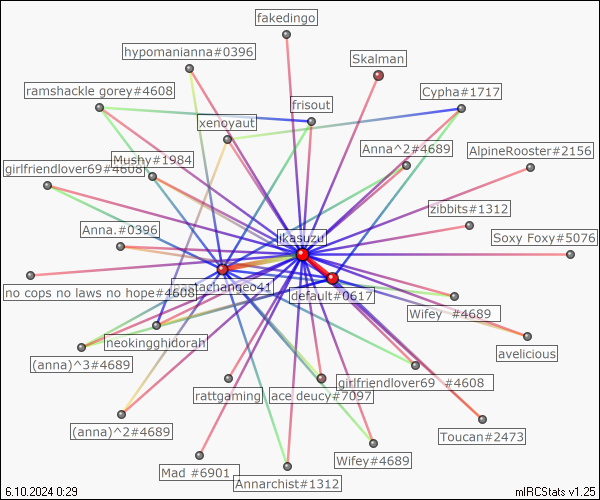 fakedingo
hypomanianna#0396
Skalman
ramshackle gorey#4608
Cypha#1717
frisout
xenoyaut
Anna^2#4689
Mushy#1984
AlpineRooster#2156
girlfriendlover69#4608
zibbits#1312
Anna.#0396
ikasuzu
Soxy Foxy#5076
no cops no laws no hope#4608
default#0617
Wifey #4689
neokingghidorah
avelicious
(anna)^3#4689
girlfriendlover69 #4608
rattgaming
ace deucy#7097
(anna)^2#4689
Toucan#2473
Wifey#4689
Mad #6901
Annarchist#1312
6.10.2024 0:29
mIRCStats v1.25